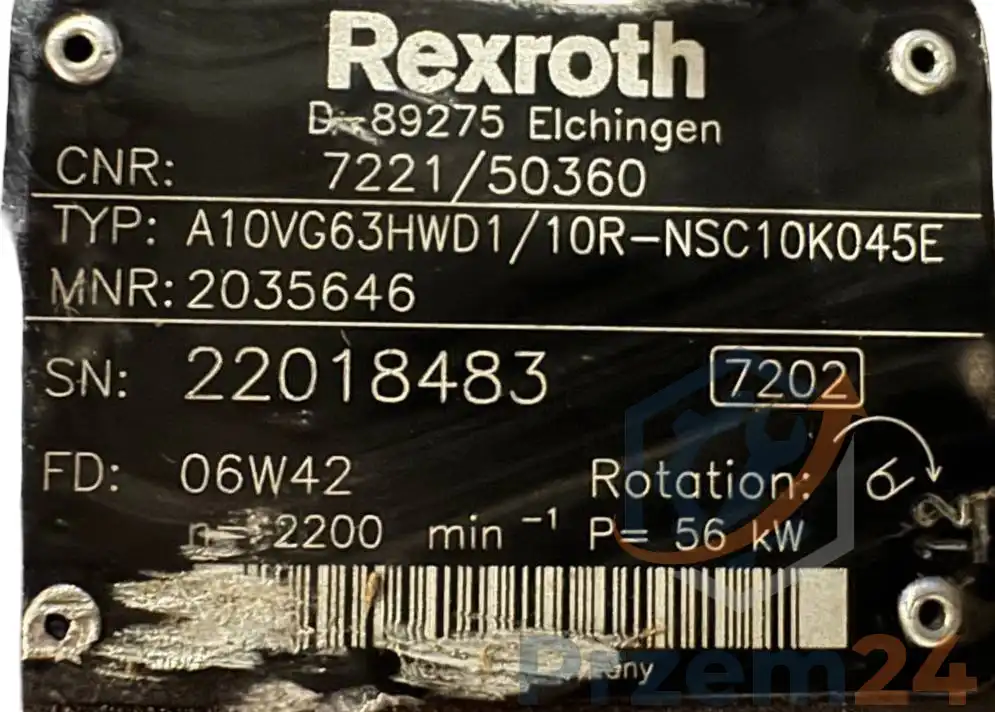 Rexroth
D-89275 Elchingen
CNR: 7221/50360
TYP: A10VG63HWD1/10R-NSC10K045E
MNR: 2035646
SN: 22018483 7202
FD: 06W42 Rotation:
n= 2200 min⁻¹ P= 56 kW
12
Przem24